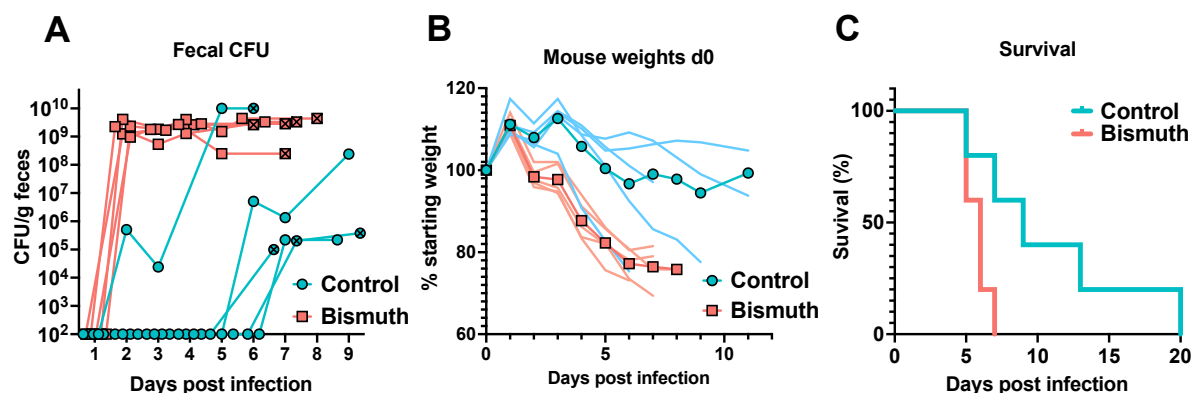 A
Fecal CFU
CFU/g feces
10^10
10^9
10^8
10^7
10^6
10^5
10^4
10^3
10^2
1 2 3 4 5 6 7 8 9
Days post infection
Control
Bismuth
B
Mouse weights d0
% starting weight
120
100
80
60
0 5 10
Days post infection
Control
Bismuth
C
Survival
Survival (%)
100
50
0
0 5 10 15 20
Days post infection
Control
Bismuth